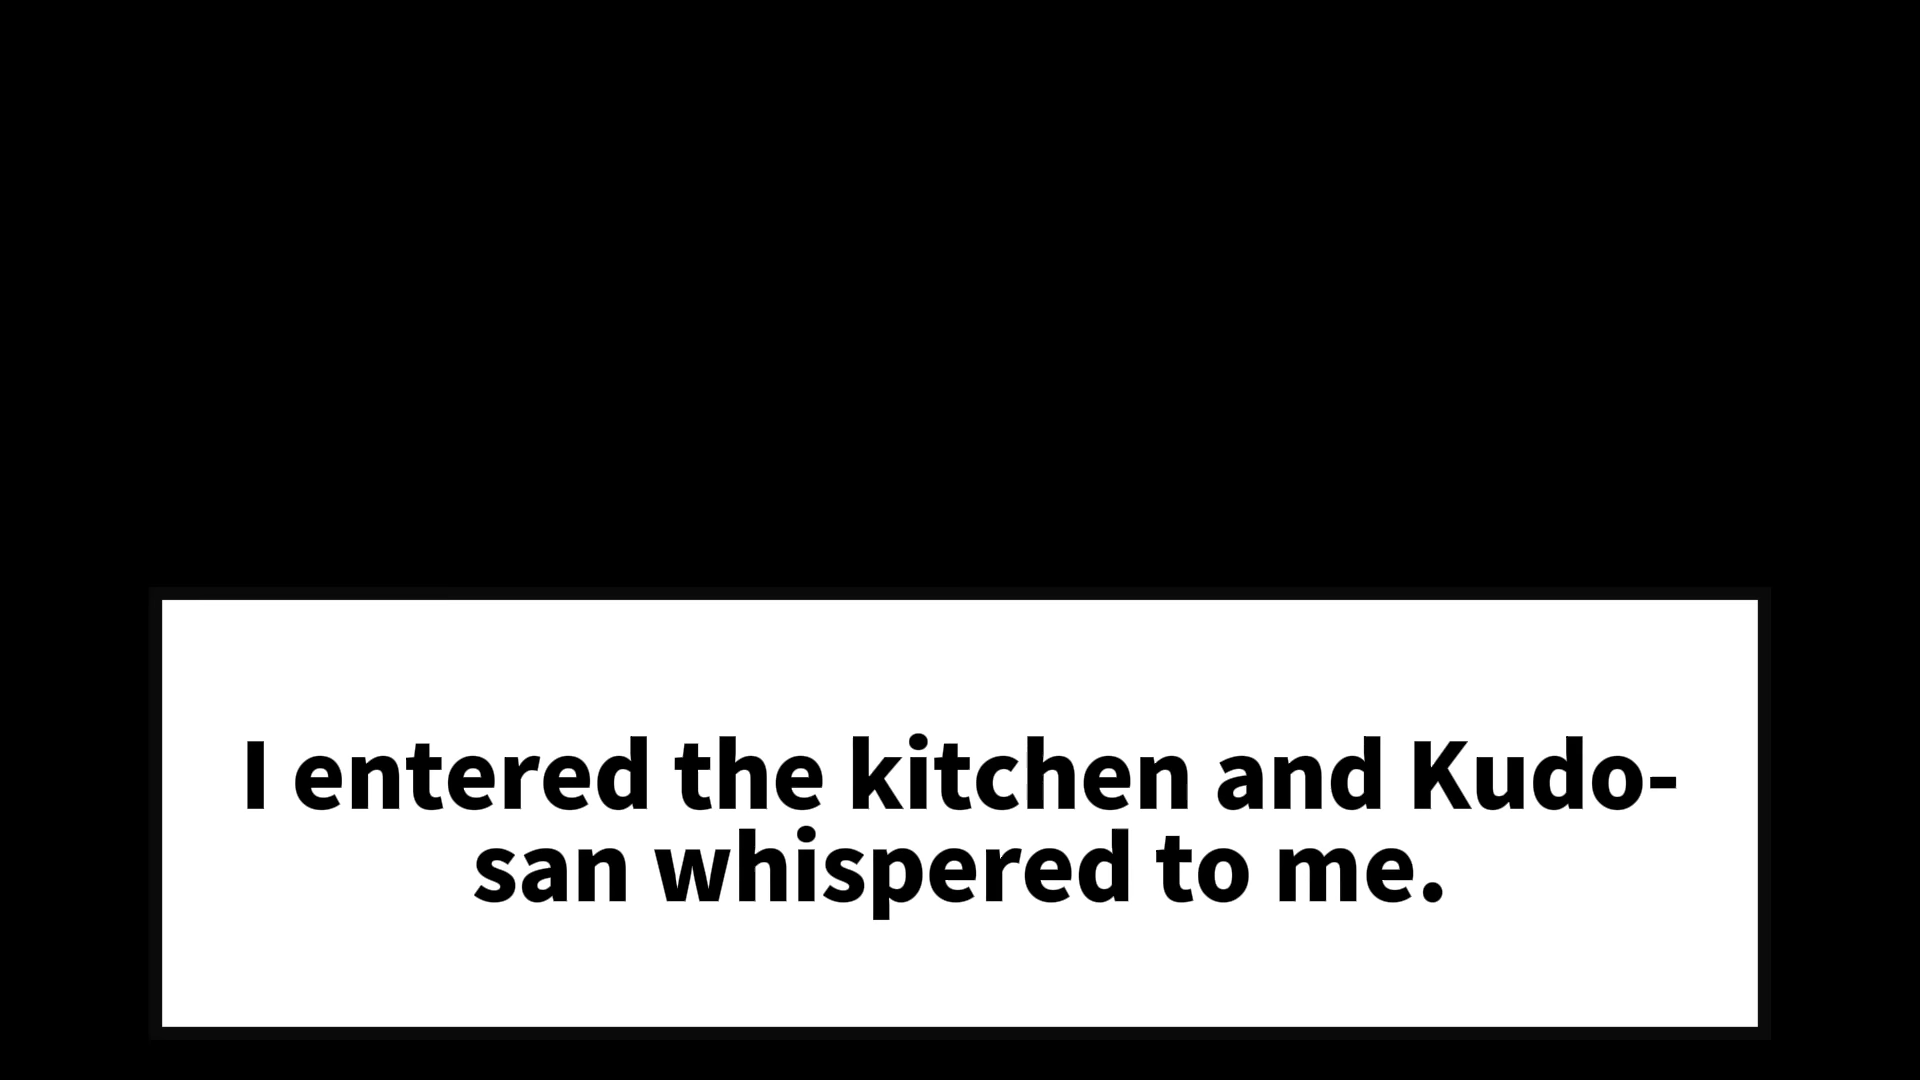 I entered the kitchen and Kudo-
san whispered to me.